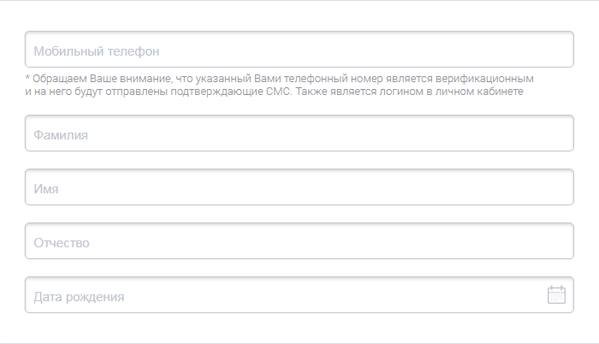 Мобильный телефон
* Обращаем Ваше внимание, что указанный Вами телефонный номер является верификационным
и на него будут отправлены подтверждающие СМС. Также является логином в личном кабинете
Фамилия
Имя
Отчество
Дата рождения